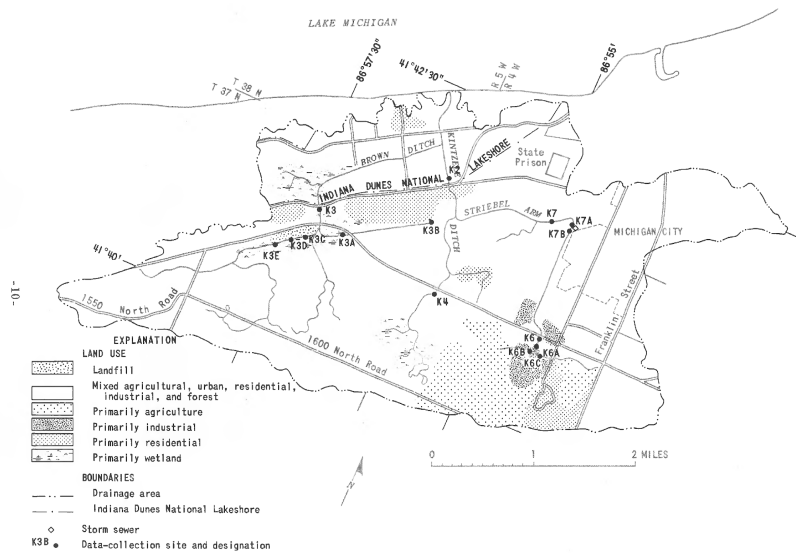 LAKE MICHIGAN
86°57'30"
41°42'30"
R 5 W
R 4 W
86°55'
T 38 N
T 37 N
BROWN DITCH
KINTZELE
LAKESHORE
State
Prison
K2
INDIANA DUNES NATIONAL
K3
STRIEBEL ARM
K7
K7A
K7B
K3B
MICHIGAN CITY
DITCH
K3C
K3A
K3D
K3E
41°40'
K4
1550 North Road
Franklin Street
-10-
1600 North Road
K6
K6B
K6A
K6C
EXPLANATION
LAND USE
Landfill
Mixed agricultural, urban, residential,
industrial, and forest
Primarily agriculture
Primarily industrial
Primarily residential
Primarily wetland
0 1 2 MILES
BOUNDARIES
Drainage area
Indiana Dunes National Lakeshore
N
Storm sewer
K3B Data-collection site and designation